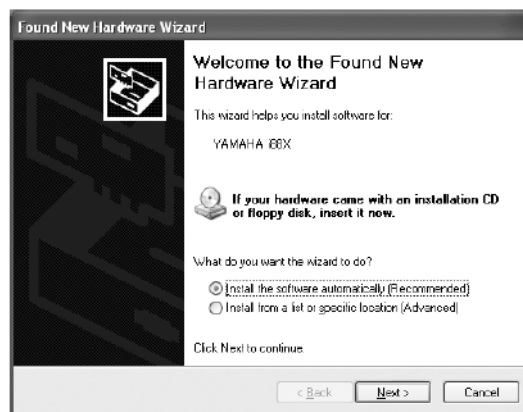 Found New Hardware Wizard
Welcome to the Found New
Hardware Wizard
This wizard helps you install software for:
YAMAHA i88X
If your hardware came with an installation CD
or floppy disk, insert it now.
What do you want the wizard to do?
Install the software automatically (Recommended)
Install from a list or specific location (Advanced)
Click Next to continue.
< Back
Next >
Cancel